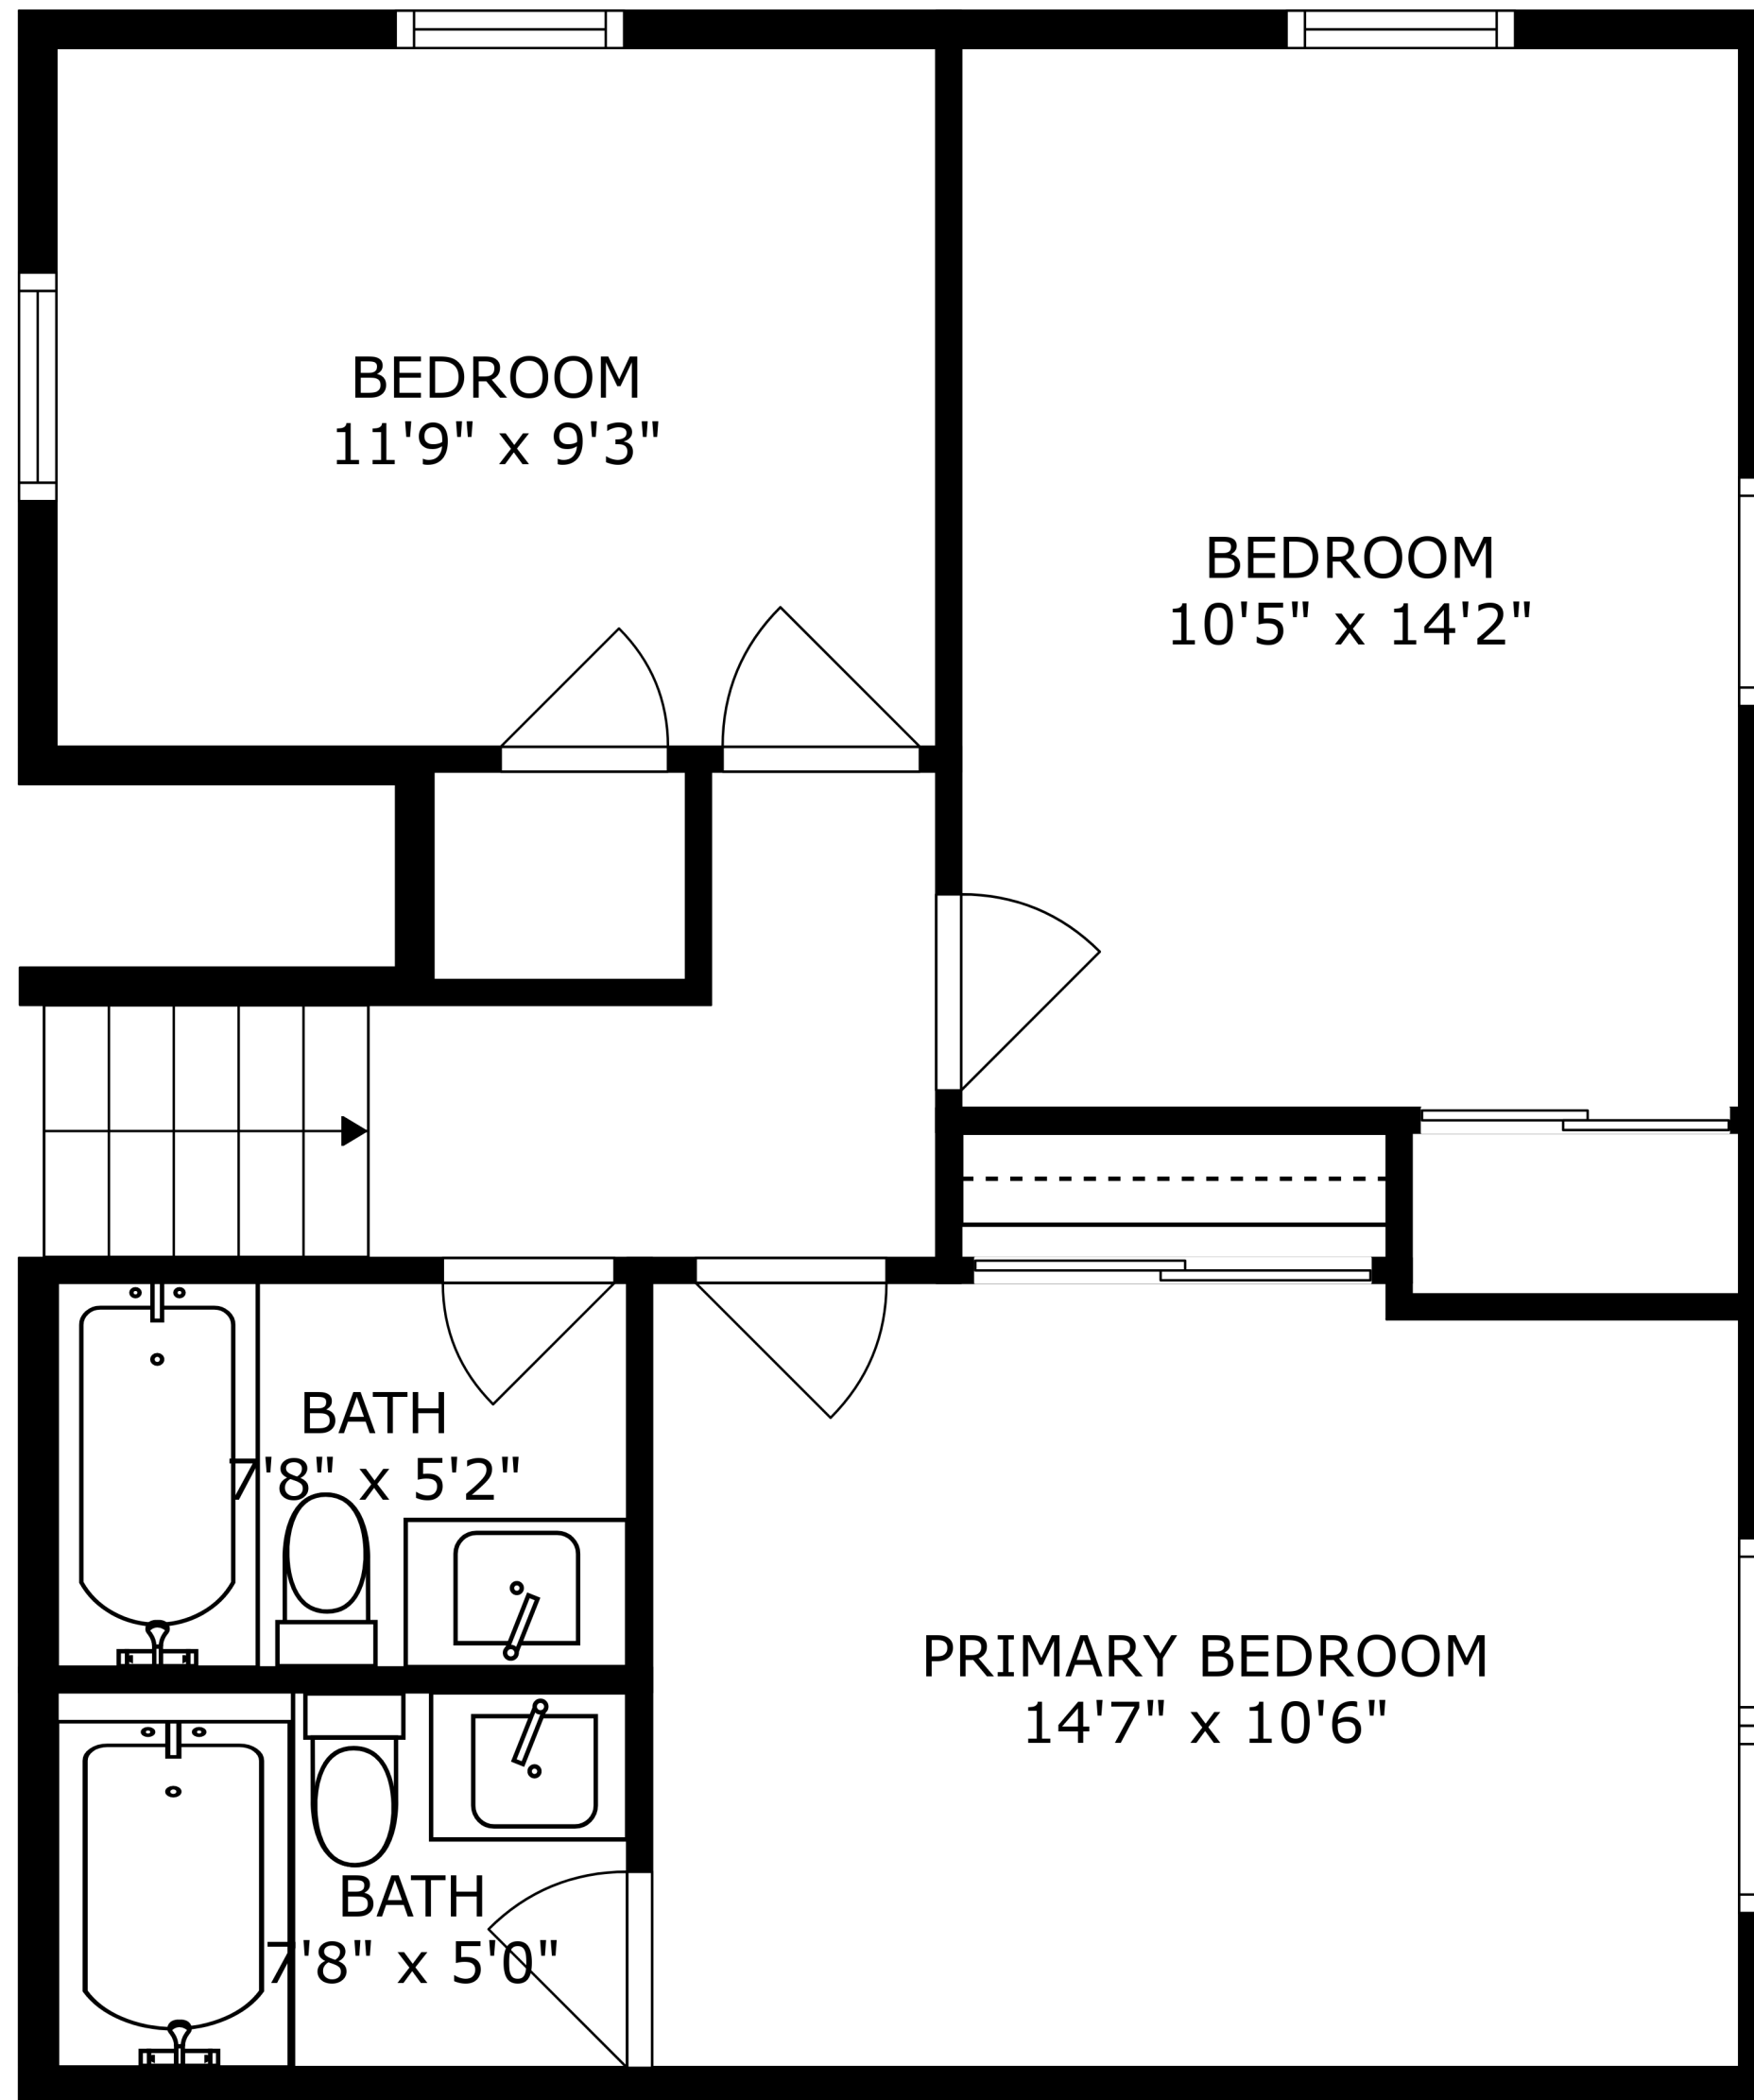 BEDROOM
11'9" x 9'3"
BEDROOM
10'5" x 14'2"
BATH
7'8" x 5'2"
PRIMARY BEDROOM
14'7" x 10'6"
BATH
7'8" x 5'0"